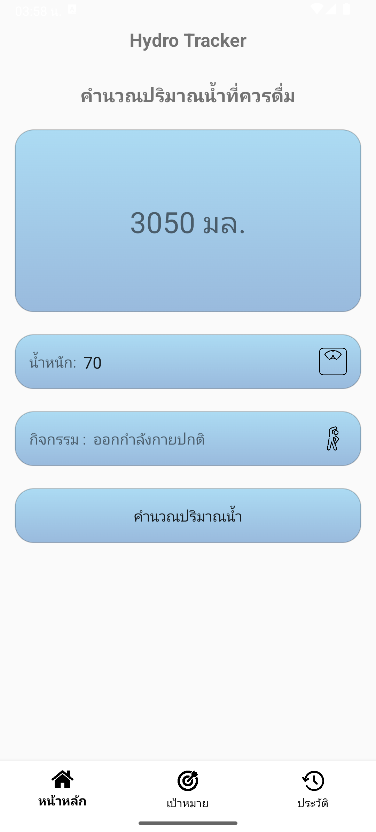 Hydro Tracker
คำนวณปริมาณน้ำที่ควรดื่ม
3050 มล.
น้ำหนัก: 70
กิจกรรม : ออกกำลังกายปกติ
คำนวณปริมาณน้ำ
หน้าหลัก
เป้าหมาย
ประวัติ